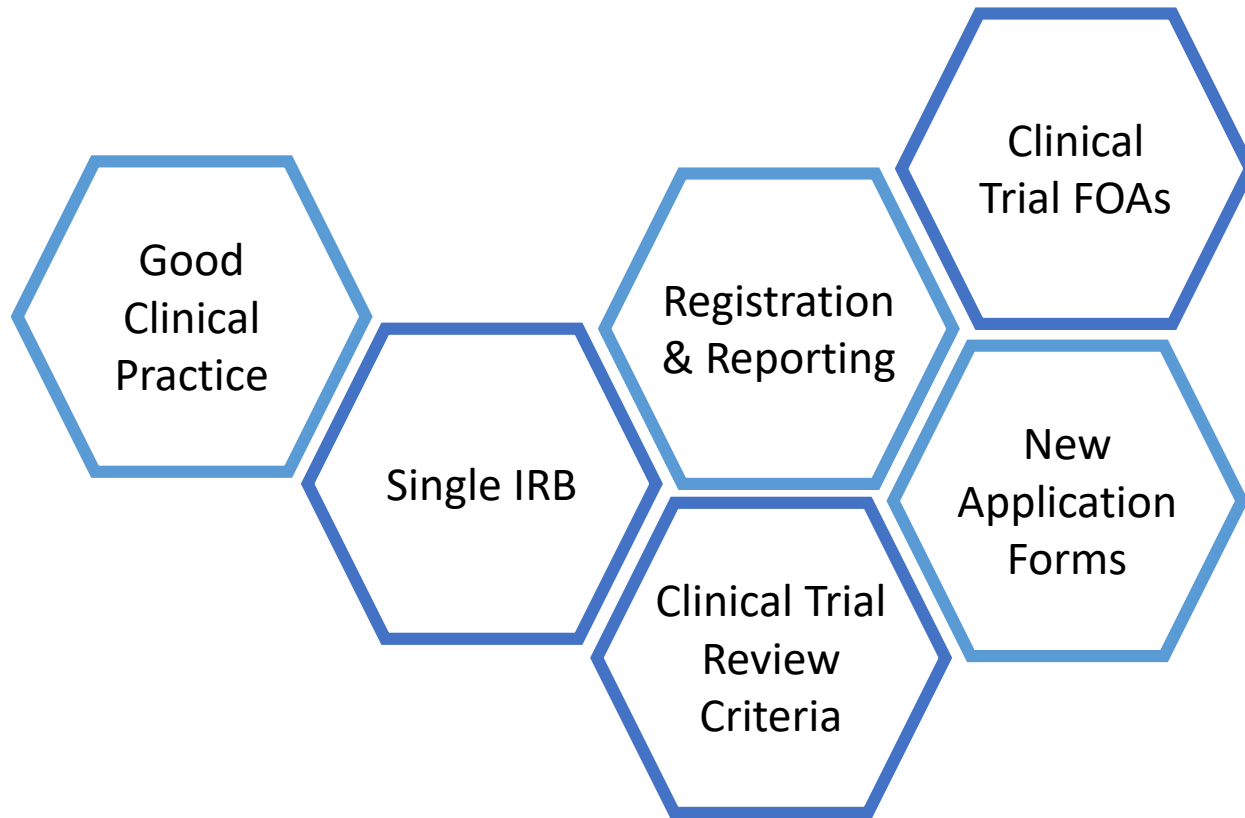 Good
Clinical
Practice
Single IRB
Registration
& Reporting
Clinical Trial
Review
Criteria
Clinical
Trial FOAs
New
Application
Forms